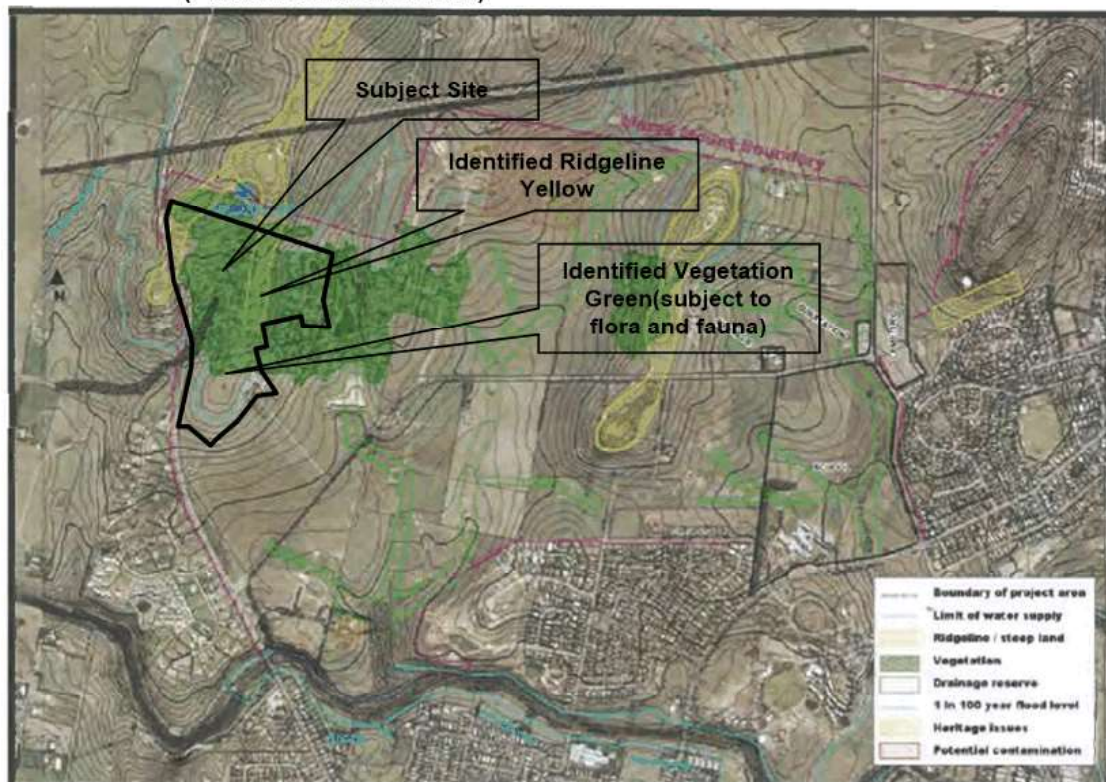 Subject Site
Identified Ridgeline
Yellow
Identified Vegetation
Green(subject to
flora and fauna)
Boundary of project area
Limit of water supply
Ridgeline / steep land
Vegetation
Drainage reserve
1 in 100 year flood level
Heritage issues
Potential contamination